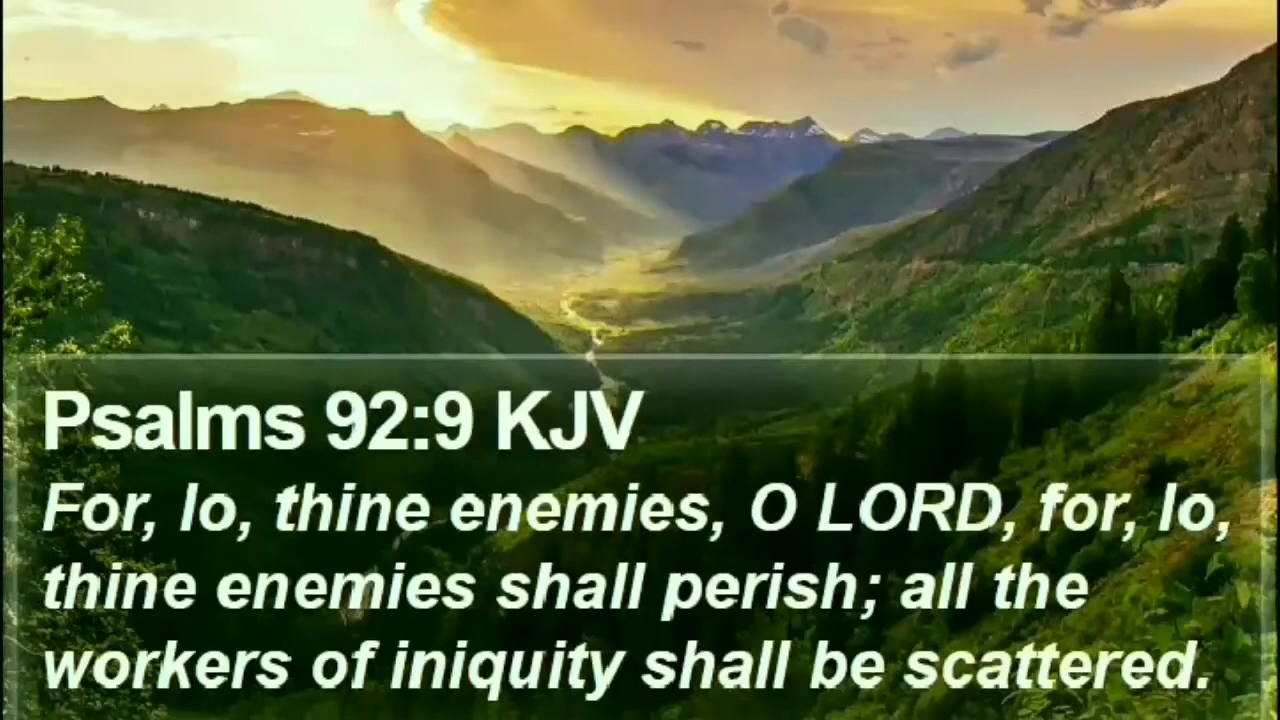 Psalms 92:9 KJV
For, lo, thine enemies, O LORD, for, lo,
thine enemies shall perish; all the
workers of iniquity shall be scattered.